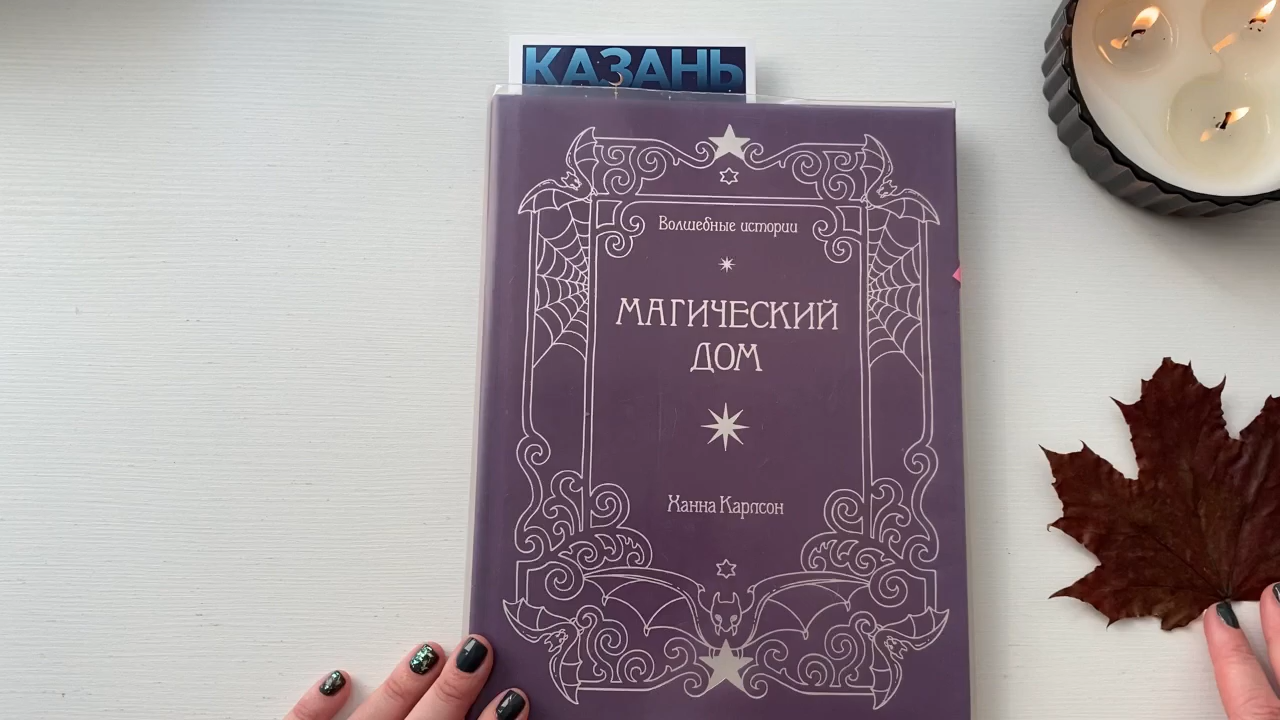 КАЗАНЬ
Волшебные истории
МАГИЧЕСКИЙ
ДОМ
Ханна Карлсон